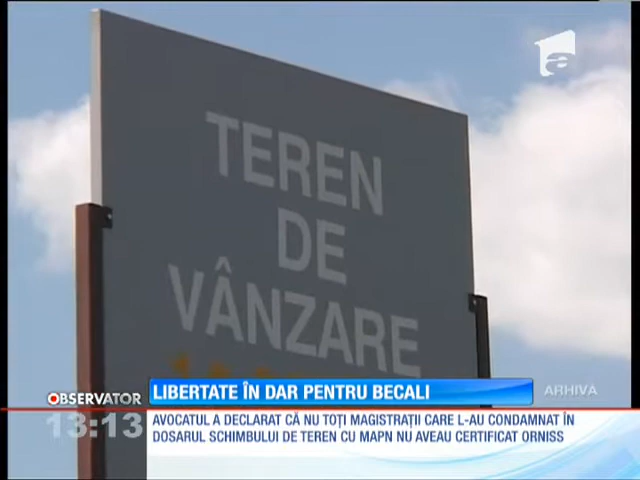 a
TEREN
DE
VÂNZARE
LIBERTATE ÎN DAR PENTRU BECALI
ARHIVĂ
OBSERVATOR
13:13
AVOCATUL A DECLARAT CĂ NU TOȚI MAGISTRAȚII CARE L-AU CONDAMNAT ÎN
DOSARUL SCHIMBULUI DE TEREN CU MAPN NU AVEAU CERTIFICAT ORNISS